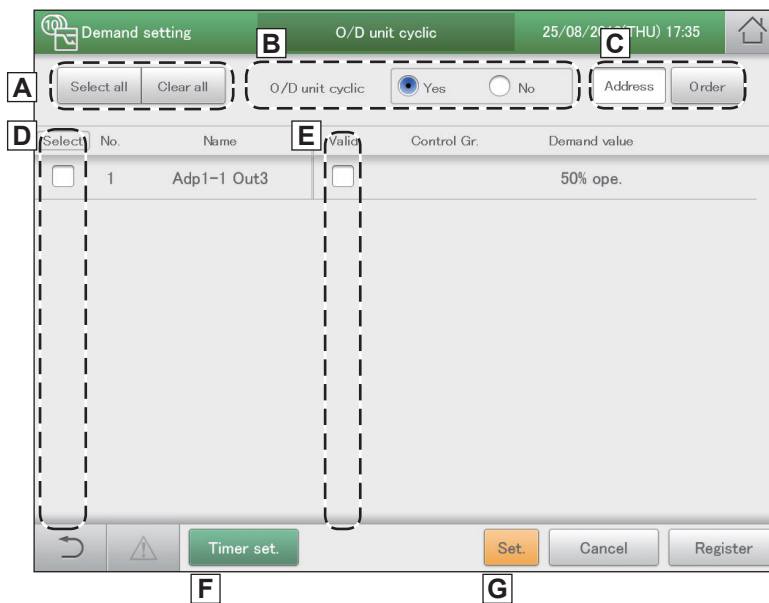 Demand setting O/D unit cyclic 25/08/2016(THU) 17:35
B C
A Select all Clear all O/D unit cyclic Yes No Address Order
D E
Select No. Name Valid Control Gr. Demand value
1 Adp1-1 Out3 50% ope.
Timer set. Set. Cancel Register
F G